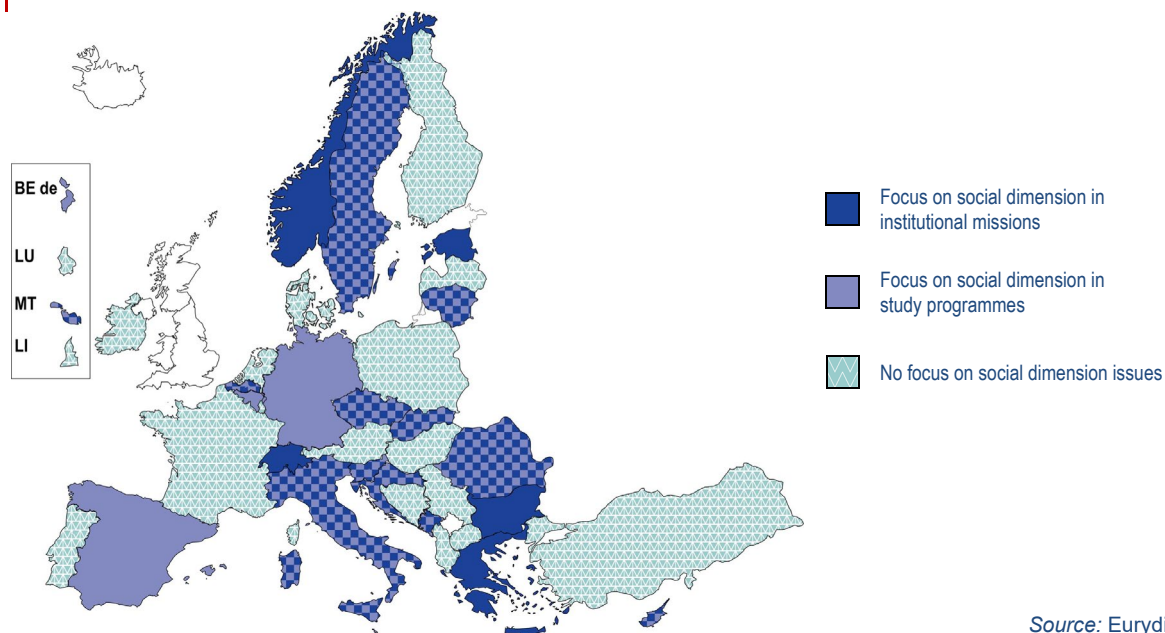 BE de
LU
MT
LI
Focus on social dimension in
institutional missions
Focus on social dimension in
study programmes
No focus on social dimension issues
Source: Eurydi